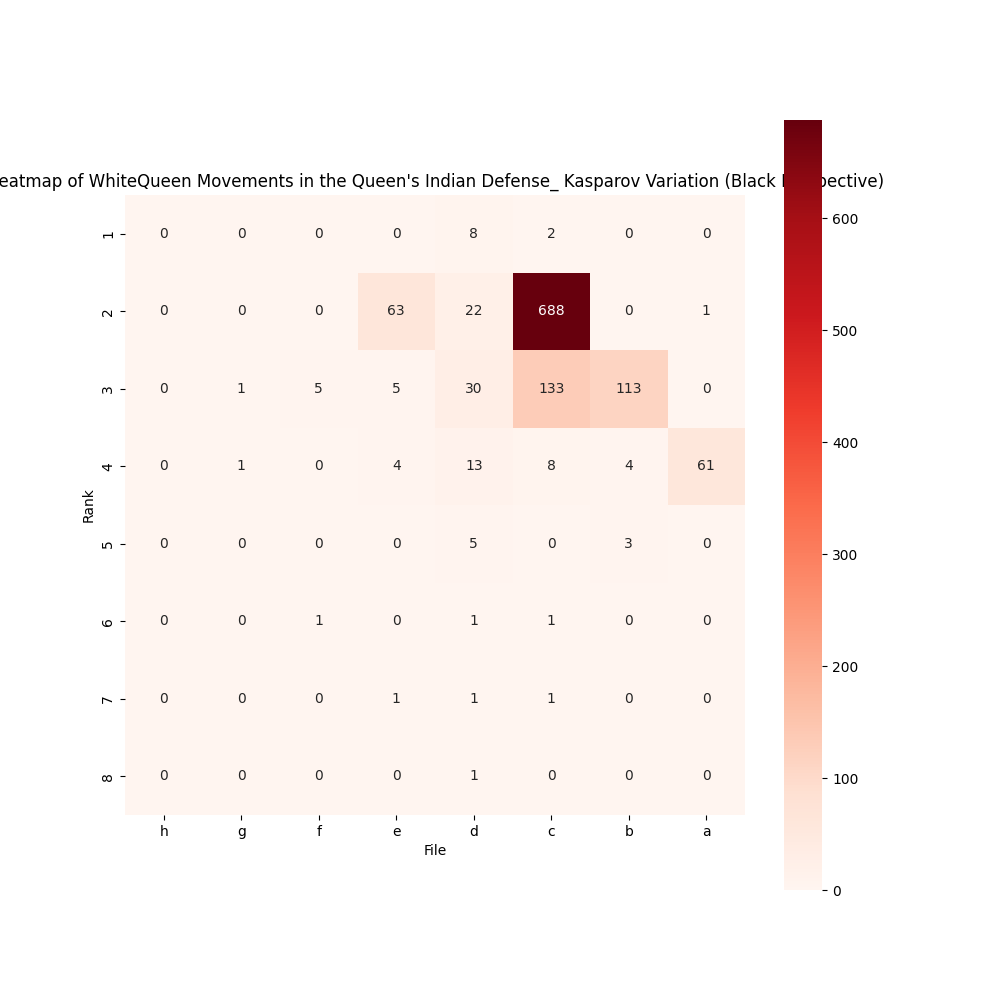 eatmap of WhiteQueen Movements in the Queen's Indian Defense_ Kasparov Variation (Black pective)
1 0 0 0 0 8 2 0 0
600
2 0 0 0 63 22 688 0 1
500
3 0 1 5 5 30 133 113 0
400
4 0 1 0 4 13 8 4 61
Rank
5 0 0 0 0 5 0 3 0
300
6 0 0 1 0 1 1 0 0
200
7 0 0 0 1 1 1 0 0
100
8 0 0 0 0 1 0 0 0
h g f e d c b a
File
0